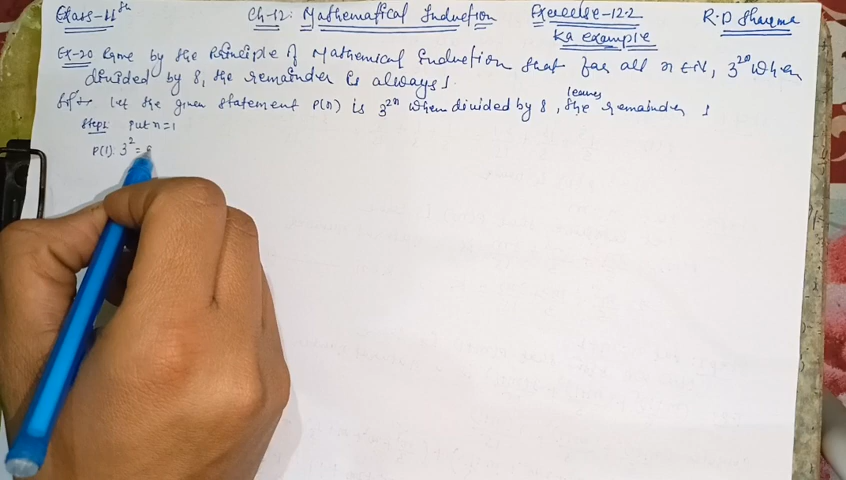 Class-11th Ch-12: Mathematical Induction Exercise-12.2 R.D Sharma
Ka example
Ex-20 by the Principle of Mathemical induction that for all n ∈ N, 3^2n when
divided by 8, the remainder is always 1.
Sol^n let the given statement P(n) is 3^2n when divided by 8, leaves the remainder 1
Step1: Put n=1
P(1): 3^2 =